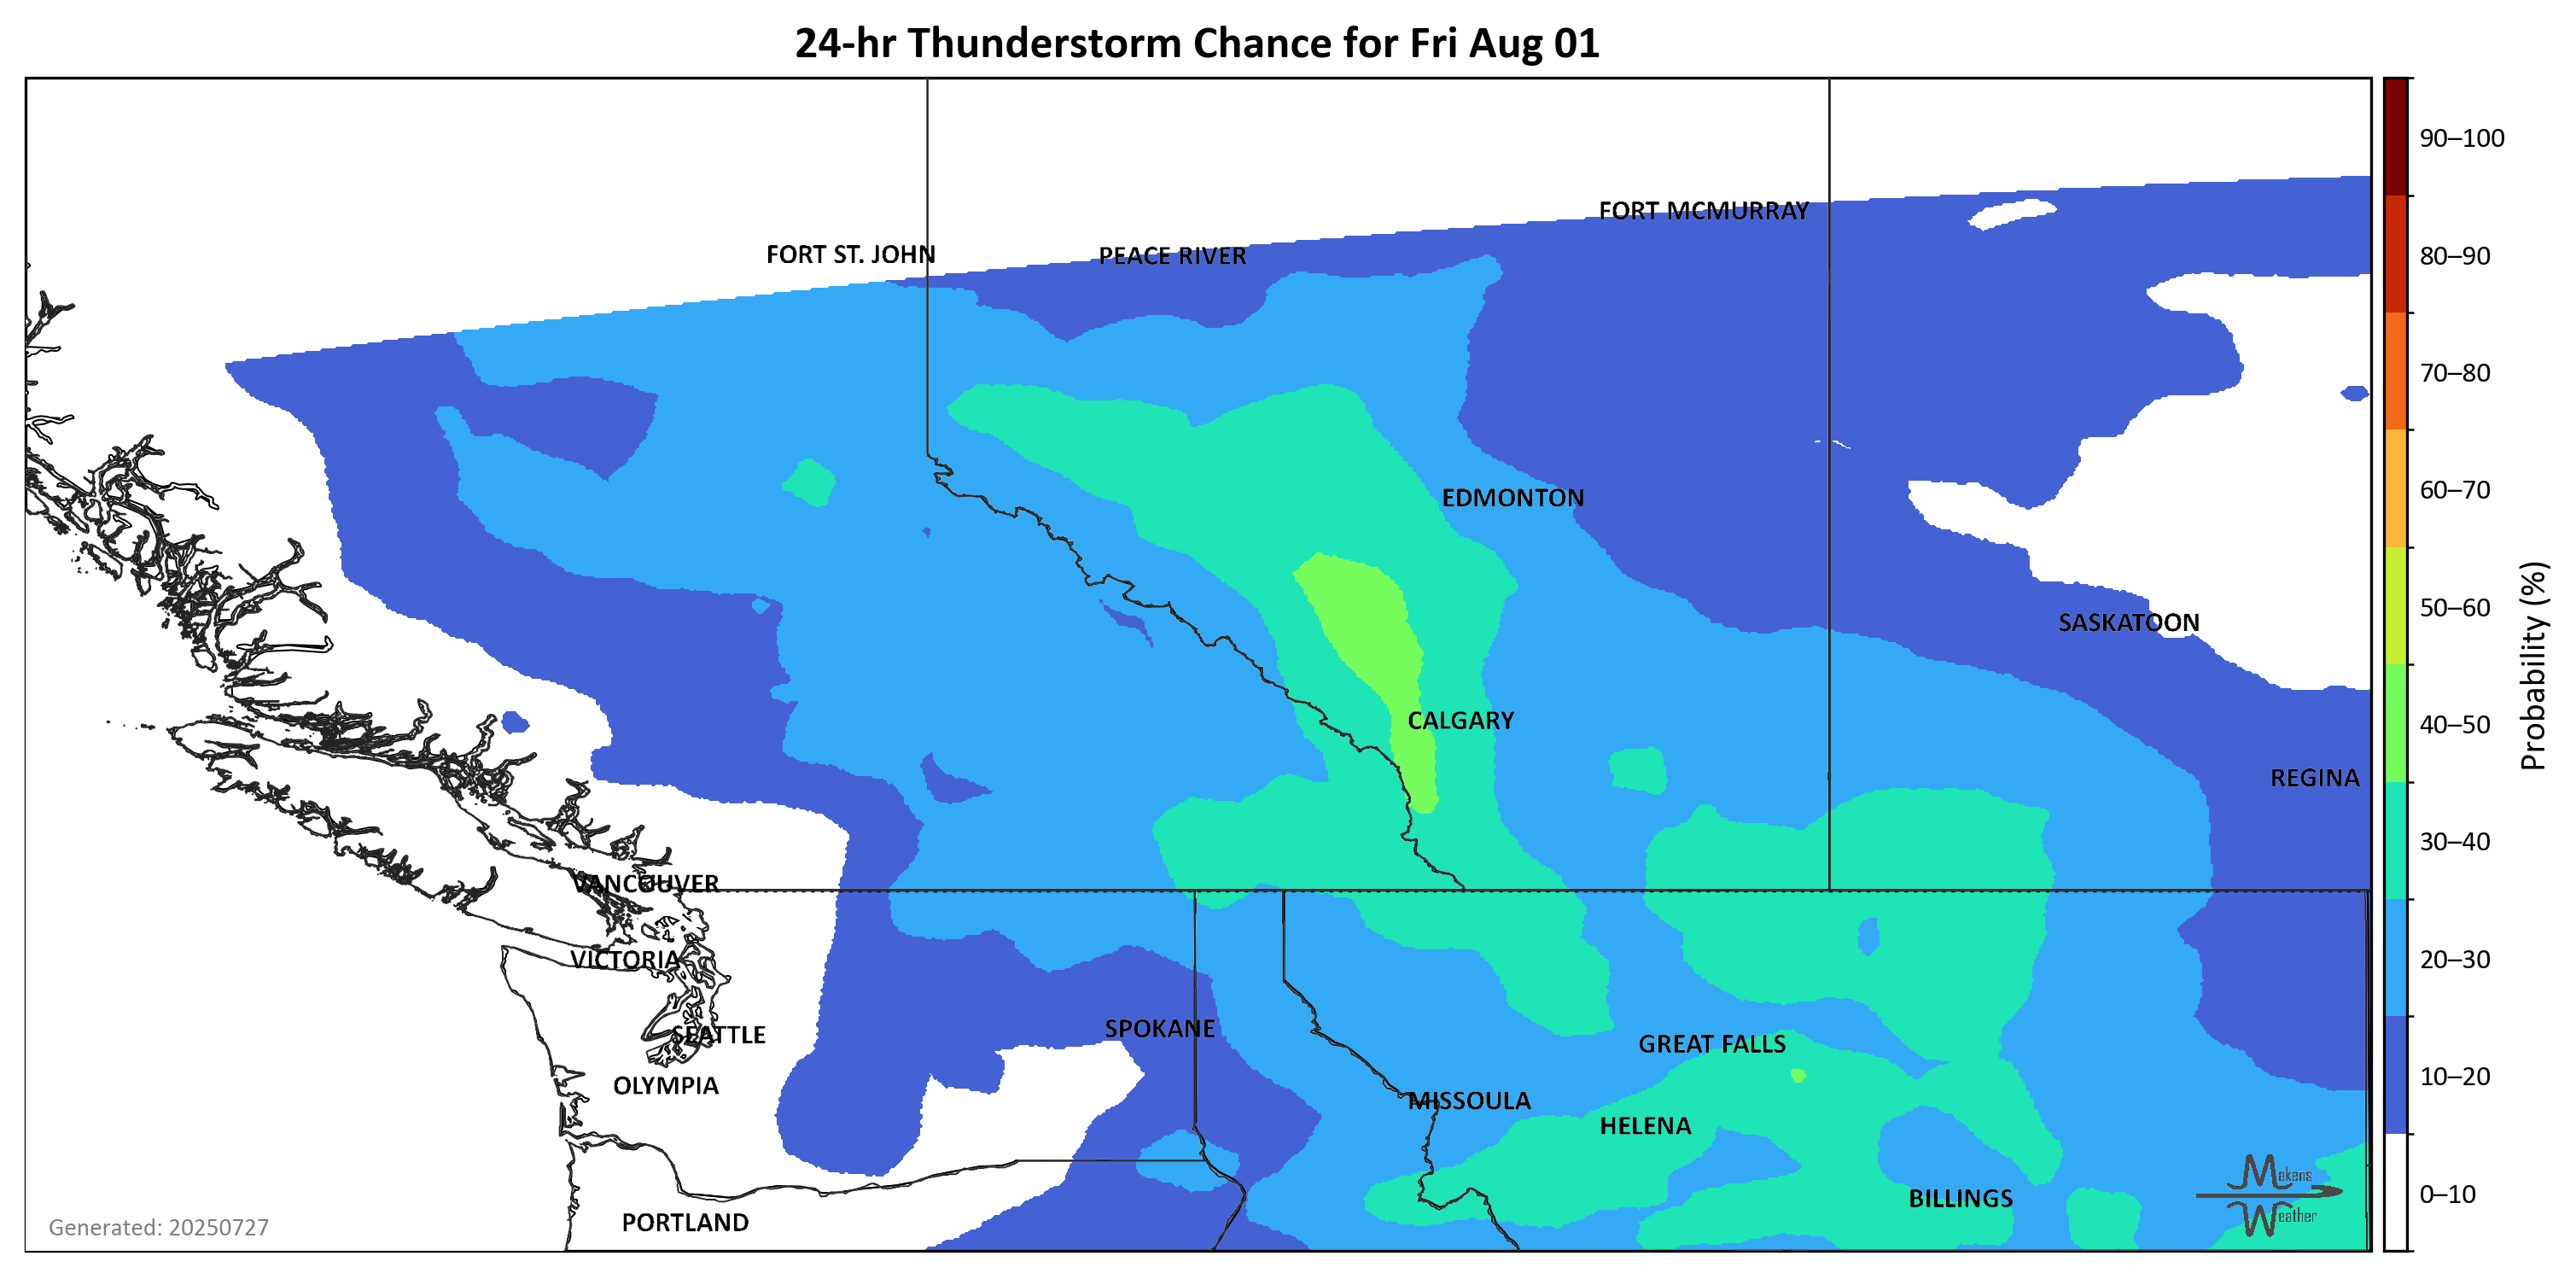 24-hr Thunderstorm Chance for Fri Aug 01
90–100
FORT MCMURRAY
FORT ST. JOHN
PEACE RIVER
80–90
70–80
EDMONTON
60–70
50–60
SASKATOON
CALGARY
40–50
Probability (%)
REGINA
30–40
VANCOUVER
VICTORIA
20–30
SPOKANE
SEATTLE
GREAT FALLS
OLYMPIA
10–20
MISSOULA
HELENA
Makens
Weather
0–10
BILLINGS
PORTLAND
Generated: 20250727